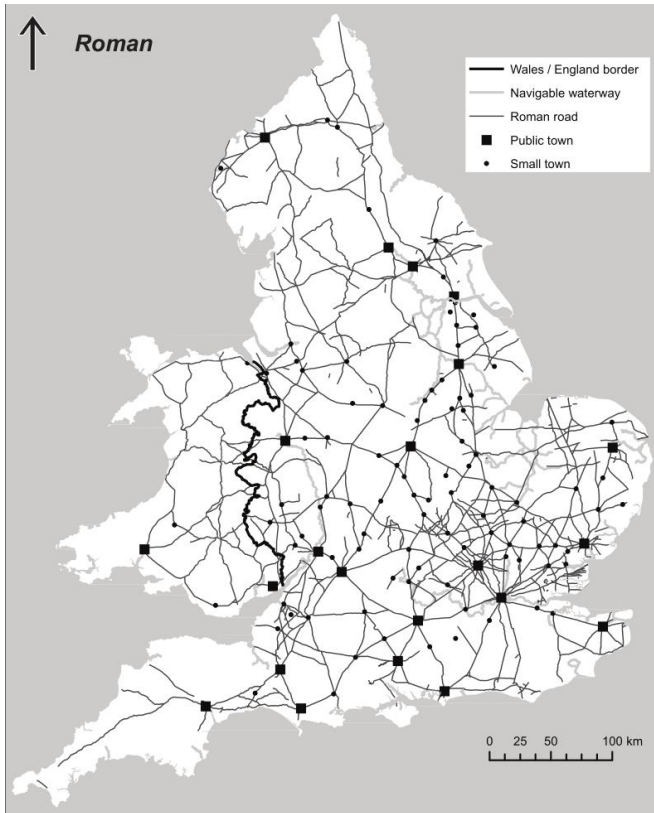 Roman
Wales / England border
Navigable waterway
Roman road
Public town
Small town
0 25 50 100 km